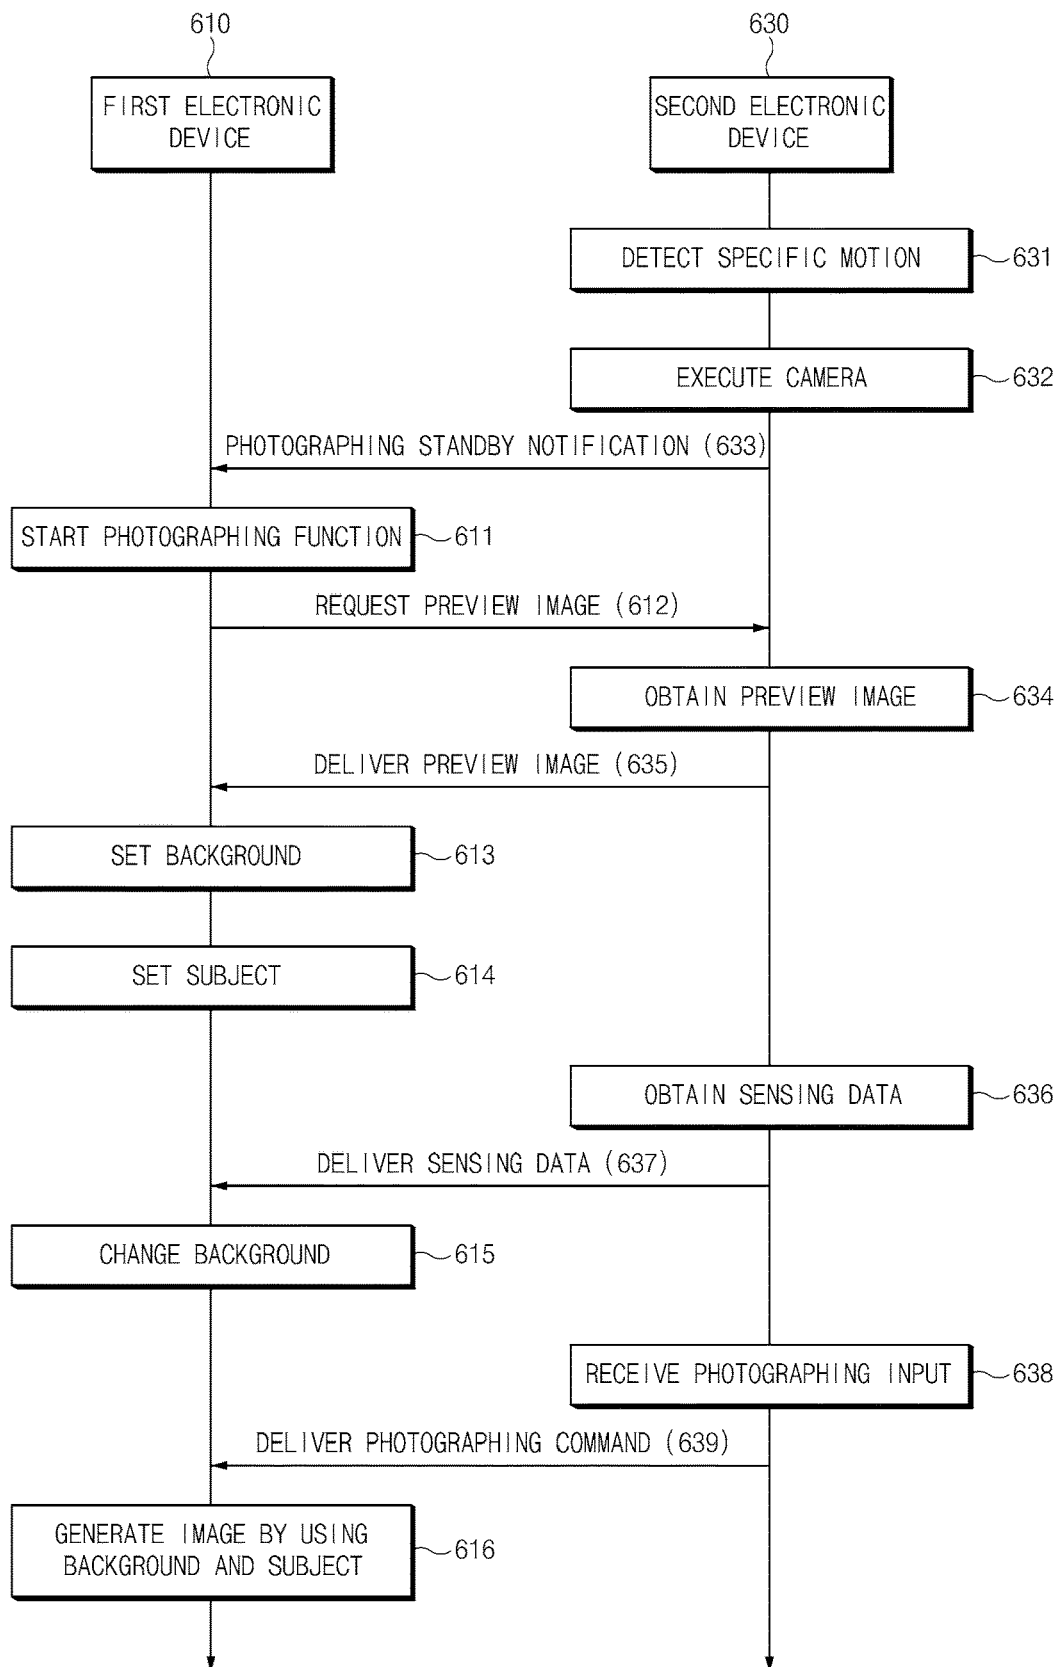 610
630
FIRST ELECTRONIC
DEVICE
SECOND ELECTRONIC
DEVICE
DETECT SPECIFIC MOTION
631
EXECUTE CAMERA
632
PHOTOGRAPHING STANDBY NOTIFICATION (633)
START PHOTOGRAPHING FUNCTION
611
REQUEST PREVIEW IMAGE (612)
OBTAIN PREVIEW IMAGE
634
DELIVER PREVIEW IMAGE (635)
SET BACKGROUND
613
SET SUBJECT
614
OBTAIN SENSING DATA
636
DELIVER SENSING DATA (637)
CHANGE BACKGROUND
615
RECEIVE PHOTOGRAPHING INPUT
638
DELIVER PHOTOGRAPHING COMMAND (639)
GENERATE IMAGE BY USING
BACKGROUND AND SUBJECT
616